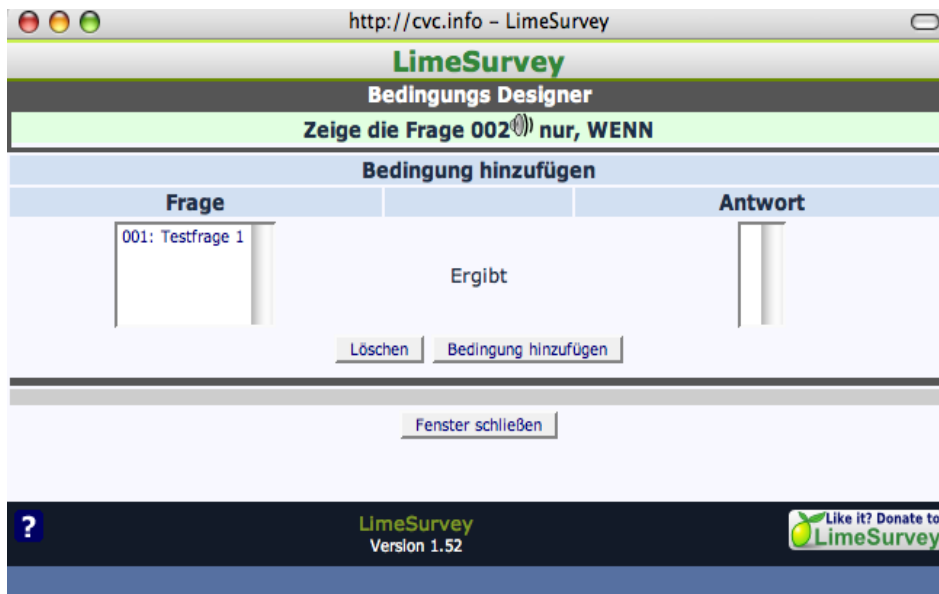 http://cvc.info – LimeSurvey
LimeSurvey
Bedingungs Designer
Zeige die Frage 002 nur, WENN
Bedingung hinzufügen
Frage Antwort
001: Testfrage 1
Ergibt
Löschen Bedingung hinzufügen
Fenster schließen
? LimeSurvey Like it? Donate to
Version 1.52 LimeSurvey